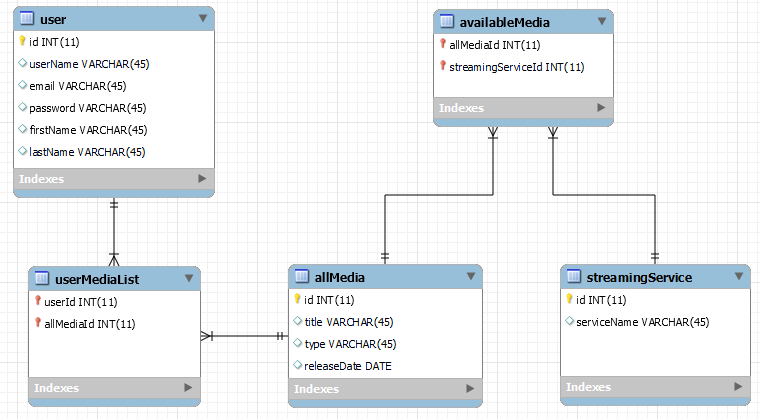 user
id INT(11)
userName VARCHAR(45)
email VARCHAR(45)
password VARCHAR(45)
firstName VARCHAR(45)
lastName VARCHAR(45)
Indexes
availableMedia
allMediaId INT(11)
streamingServiceId INT(11)
Indexes
userMediaList
userId INT(11)
allMediaId INT(11)
Indexes
allMedia
id INT(11)
title VARCHAR(45)
type VARCHAR(45)
releaseDate DATE
Indexes
streamingService
id INT(11)
serviceName VARCHAR(45)
Indexes